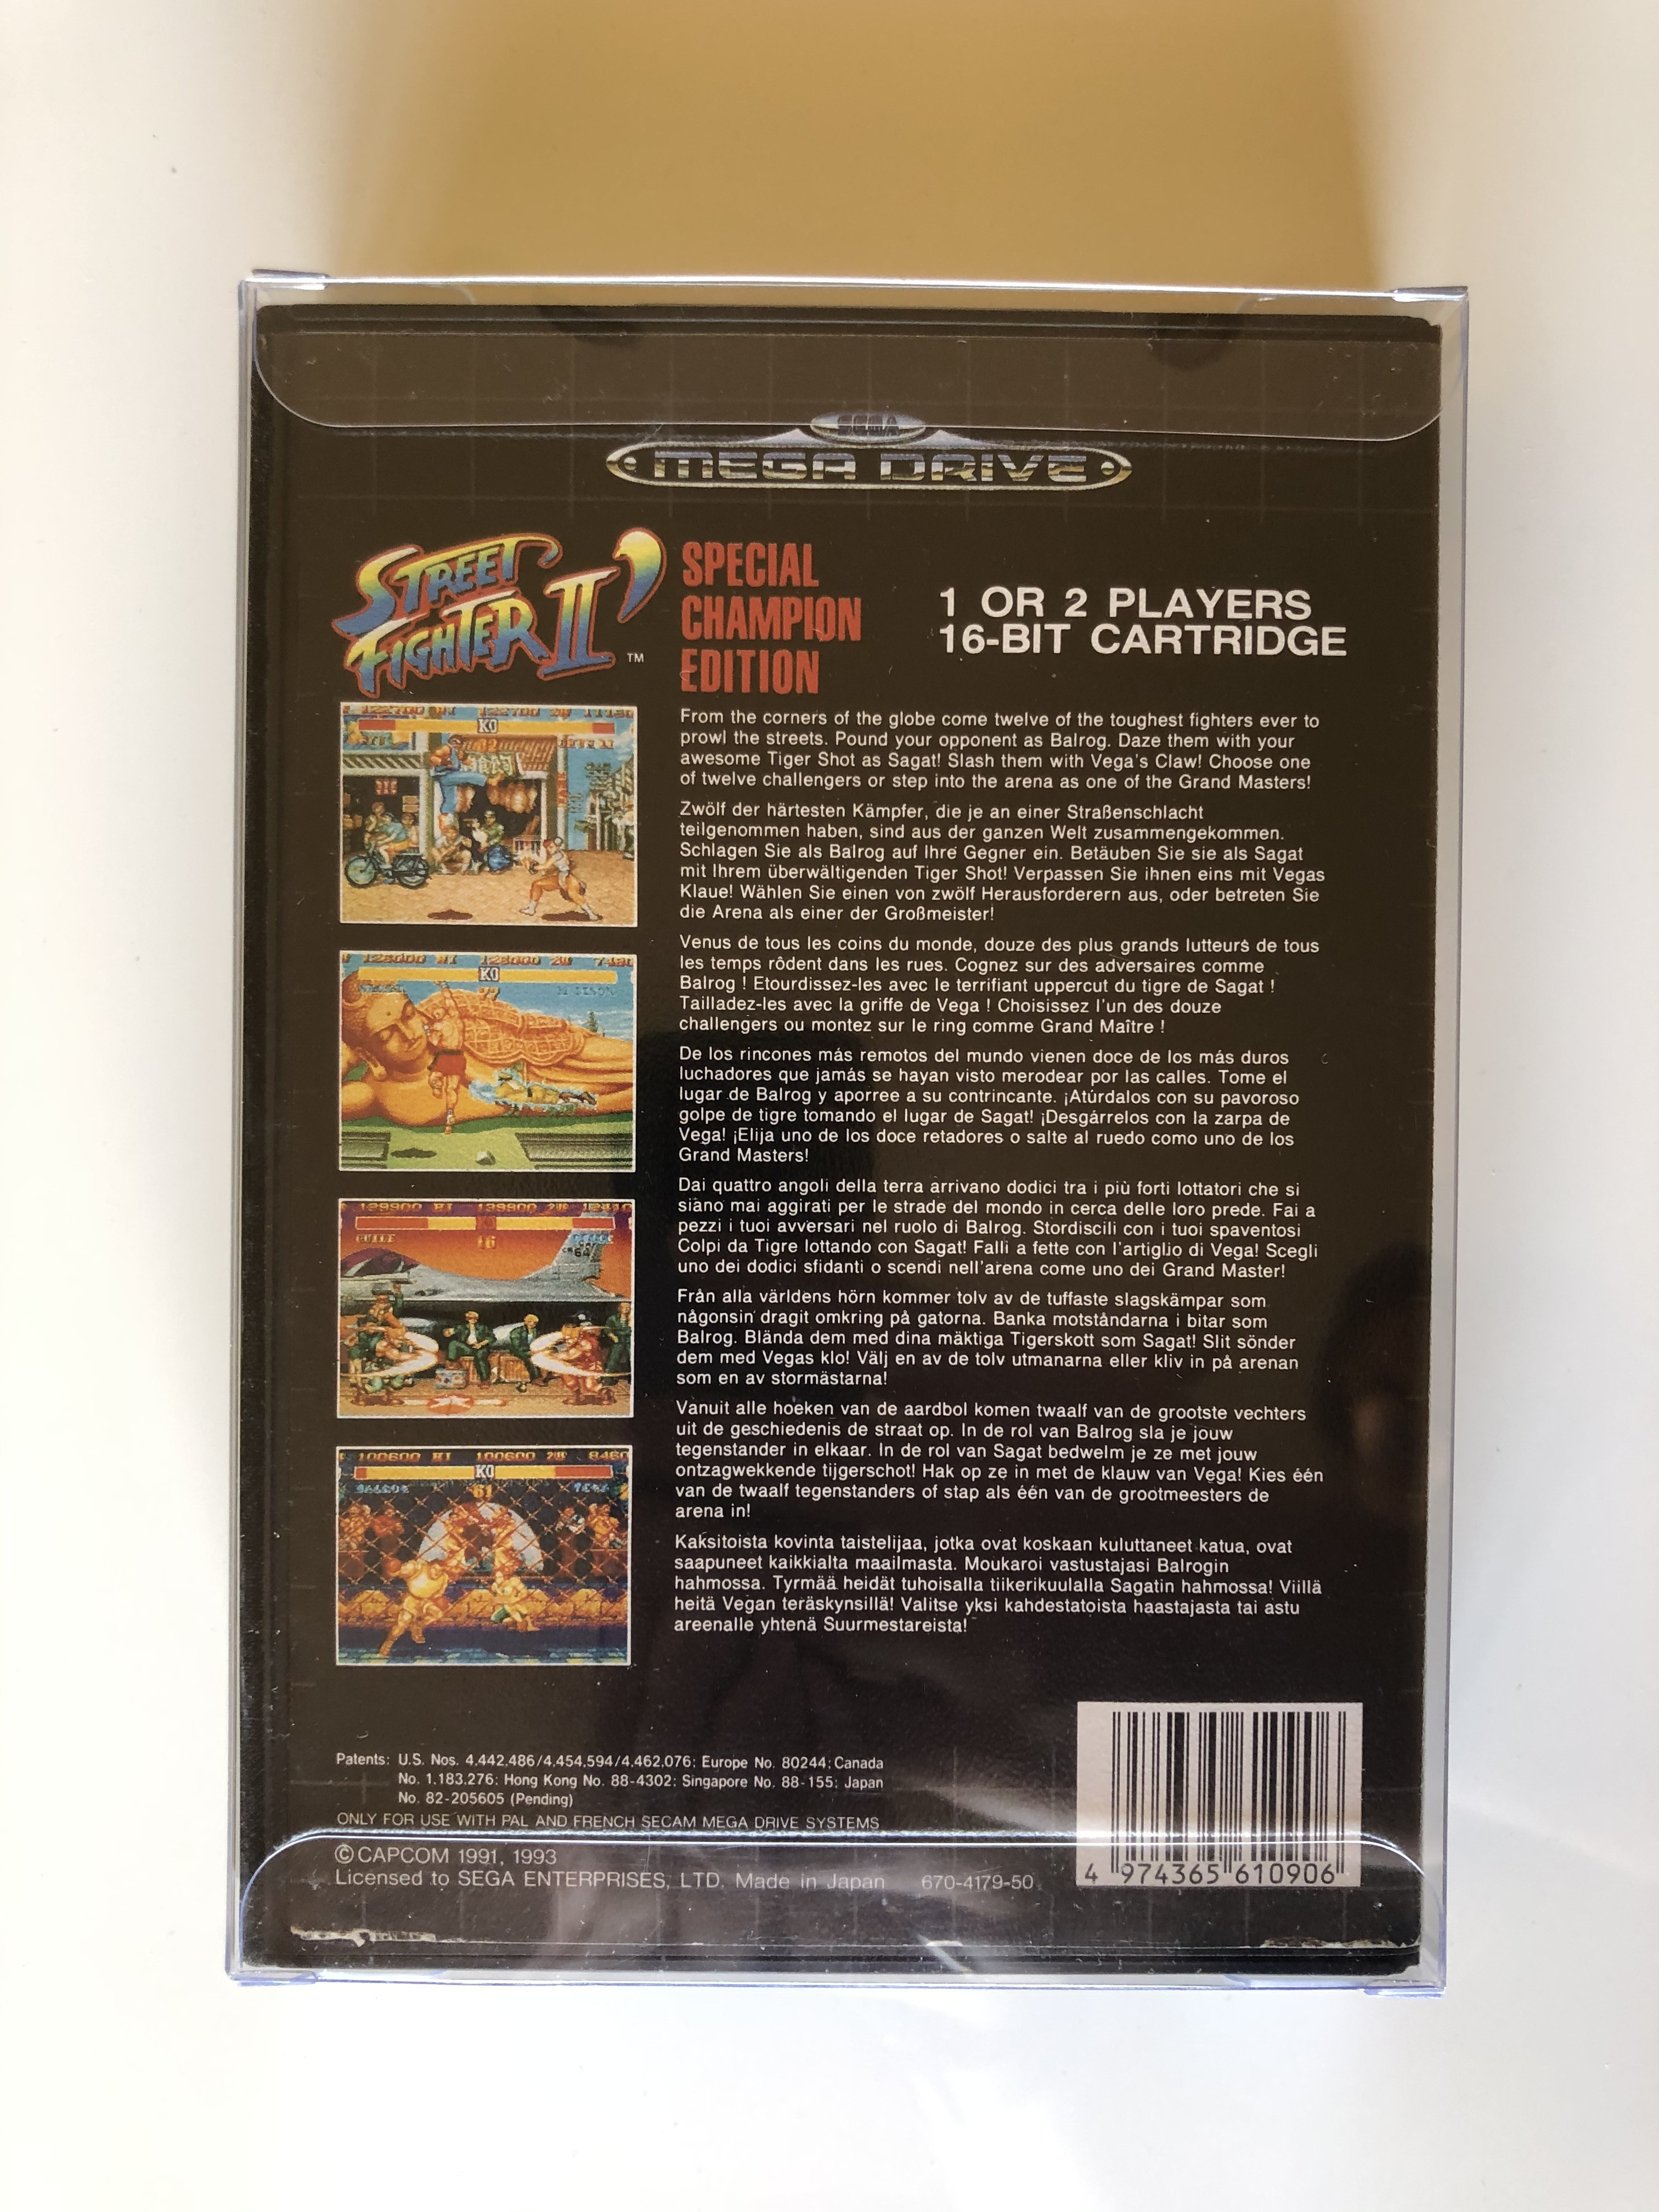 SEGA
MEGA DRIVE
STREET
FIGHTER II'
TM
SPECIAL
CHAMPION
EDITION
1 OR 2 PLAYERS
16-BIT CARTRIDGE
From the corners of the globe come twelve of the toughest fighters ever to
prowl the streets. Pound your opponent as Balrog. Daze them with your
awesome Tiger Shot as Sagat! Slash them with Vega's Claw! Choose one
of twelve challengers or step into the arena as one of the Grand Masters!
Zwölf der härtesten Kämpfer, die je an einer Straßenschlacht
teilgenommen haben, sind aus der ganzen Welt zusammengekommen.
Schlagen Sie als Balrog auf Ihre Gegner ein. Betäuben Sie sie als Sagat
mit Ihrem überwältigenden Tiger Shot! Verpassen Sie ihnen eins mit Vegas
Klaue! Wählen Sie einen von zwölf Herausforderern aus, oder betreten Sie
die Arena als einer der Großmeister!
Venus de tous les coins du monde, douze des plus grands lutteurs de tous
les temps rôdent dans les rues. Cognez sur des adversaires comme
Balrog ! Etourdissez-les avec le terrifiant uppercut du tigre de Sagat !
Tailladez-les avec la griffe de Vega ! Choisissez l'un des douze
challengers ou montez sur le ring comme Grand Maître !
De los rincones más remotos del mundo vienen doce de los más duros
luchadores que jamás se hayan visto merodear por las calles. Tome el
lugar de Balrog y aporree a su contrincante. ¡Atúrdalos con su pavoroso
golpe de tigre tomando el lugar de Sagat! ¡Desgárrelos con la zarpa de
Vega! ¡Elija uno de los doce retadores o salte al ruedo como uno de los
Grand Masters!
Dai quattro angoli della terra arrivano dodici tra i più forti lottatori che si
siano mai aggirati per le strade del mondo in cerca delle loro prede. Fai a
pezzi i tuoi avversari nel ruolo di Balrog. Stordiscili con i tuoi spaventosi
Colpi da Tigre lottando con Sagat! Falli a fette con l'artiglio di Vega! Scegli
uno dei dodici sfidanti o scendi nell'arena come uno dei Grand Master!
Från alla världens hörn kommer tolv av de tuffaste slagskämpar som
någonsin dragit omkring på gatorna. Banka motståndarna i bitar som
Balrog. Blända dem med dina mäktiga Tigerskott som Sagat! Slit sönder
dem med Vegas klo! Välj en av de tolv utmanarna eller kliv in på arenan
som en av stormästarna!
Vanuit alle hoeken van de aardbol komen twaalf van de grootste vechters
uit de geschiedenis de straat op. In de rol van Balrog sla je jouw
tegenstander in elkaar. In de rol van Sagat bedwelm je ze met jouw
ontzagwekkende tijgerschot! Hak op ze in met de klauw van Vega! Kies één
van de twaalf tegenstanders of stap als één van de grootmeesters de
arena in!
Kaksitoista kovinta taistelijaa, jotka ovat koskaan kuluttaneet katua, ovat
saapuneet kaikkialta maailmasta. Moukaroi vastustajasi Balrogin
hahmossa. Tyrmää heidät tuhoisalla tiikerikuulalla Sagatin hahmossa! Viillä
heitä Vegan teräskynsillä! Valitse yksi kahdestatoista haastajasta tai astu
areenalle yhtenä Suurmestareista!
122700 HI 122700 2UP
KO
128000 HI 128000 2UP
KO
129900 HI 129900 2UP
GUILE
16
100600 HI 100600 2UP 8460
KO
BALROG 61 VEGA
Patents: U.S. Nos. 4,442,486/4,454,594/4,462,076; Europe No. 80244; Canada
No. 1,183,276; Hong Kong No. 88-4302; Singapore No. 88-155; Japan
No. 82-205605 (Pending)
ONLY FOR USE WITH PAL AND FRENCH SECAM MEGA DRIVE SYSTEMS
©CAPCOM 1991, 1993
Licensed to SEGA ENTERPRISES, LTD. Made in Japan 670-4179-50
4 974365 610906